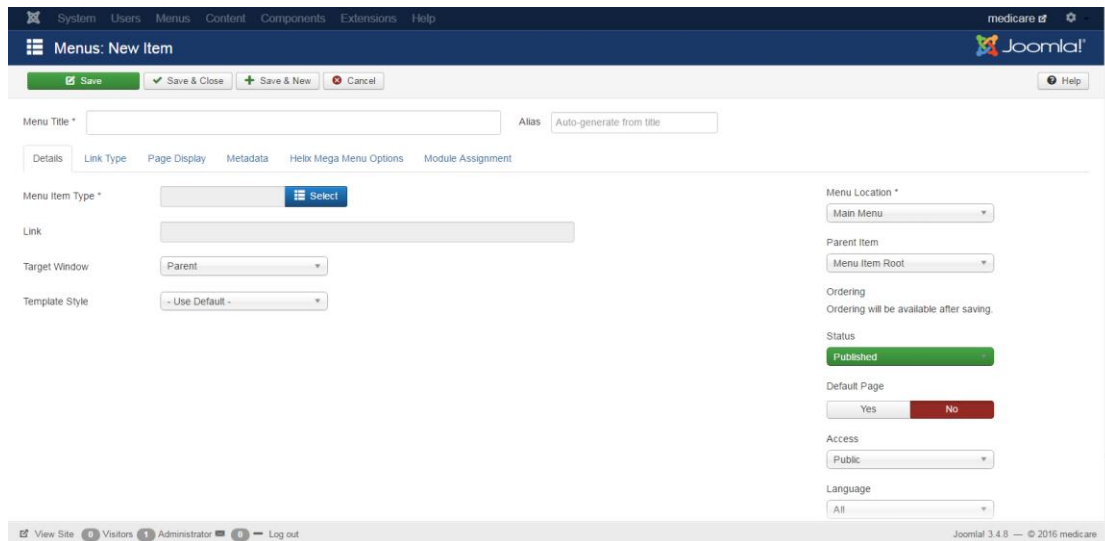 System Users Menus Content Components Extensions Help medicare
Menus: New Item Joomla!®
Save Save & Close Save & New Cancel Help
Menu Title * Alias Auto-generate from title
Details Link Type Page Display Metadata Helix Mega Menu Options Module Assignment
Menu Item Type * Select
Link
Target Window Parent
Template Style - Use Default -
Menu Location *
Main Menu
Parent Item
Menu Item Root
Ordering
Ordering will be available after saving.
Status
Published
Default Page
Yes No
Access
Public
Language
All
View Site 0 Visitors 1 Administrator 0 Log out Joomla! 3.4.8 — © 2016 medicare